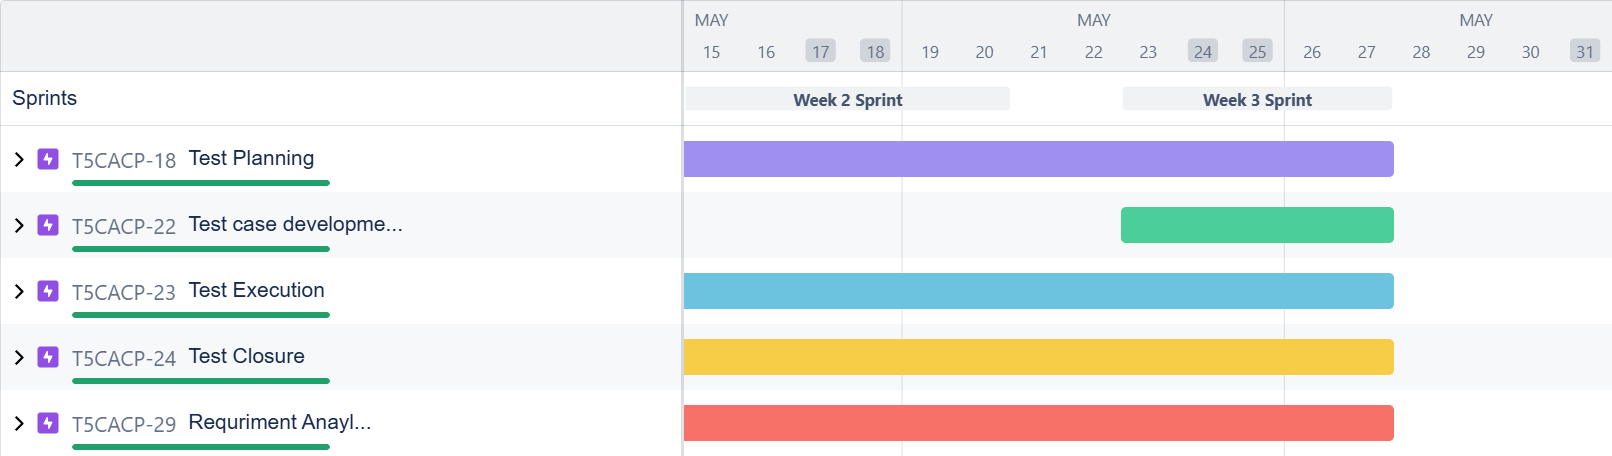 MAY MAY MAY
15 16 17 18 19 20 21 22 23 24 25 26 27 28 29 30 31
Sprints Week 2 Sprint Week 3 Sprint
T5CACP-18 Test Planning
T5CACP-22 Test case developme...
T5CACP-23 Test Execution
T5CACP-24 Test Closure
T5CACP-29 Requriment Anayl...